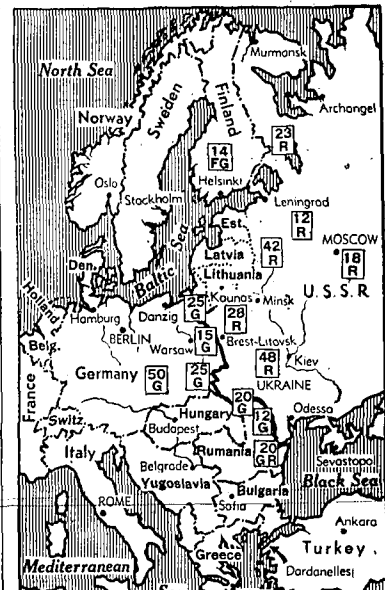 Murmansk
North Sea
Archangel
Norway
Sweden
Finland
23
R
14
FG
Helsinki
Oslo
Leningrad
Stockholm
12
R
Est.
MOSCOW
42
R
18
R
Latvia
Den.
Baltic Sea
Lithuania
U.S.S.R
Holland
Kaunas
Minsk
Hamburg
Danzig
25
G
28
R
BERLIN
Brest-Litovsk
Belg.
Warsaw
15
G
48
R
Kiev
Germany
50
G
25
G
UKRAINE
France
20
G
Odessa
Hungary
12
G
Switz
Budapest
Italy
Rumania
20
GR
Sevastopol
Belgrade
Black Sea
Yugoslavia
Bulgaria
ROME
Sofia
Ankara
Greece
Turkey
Mediterranean
Dardanelles